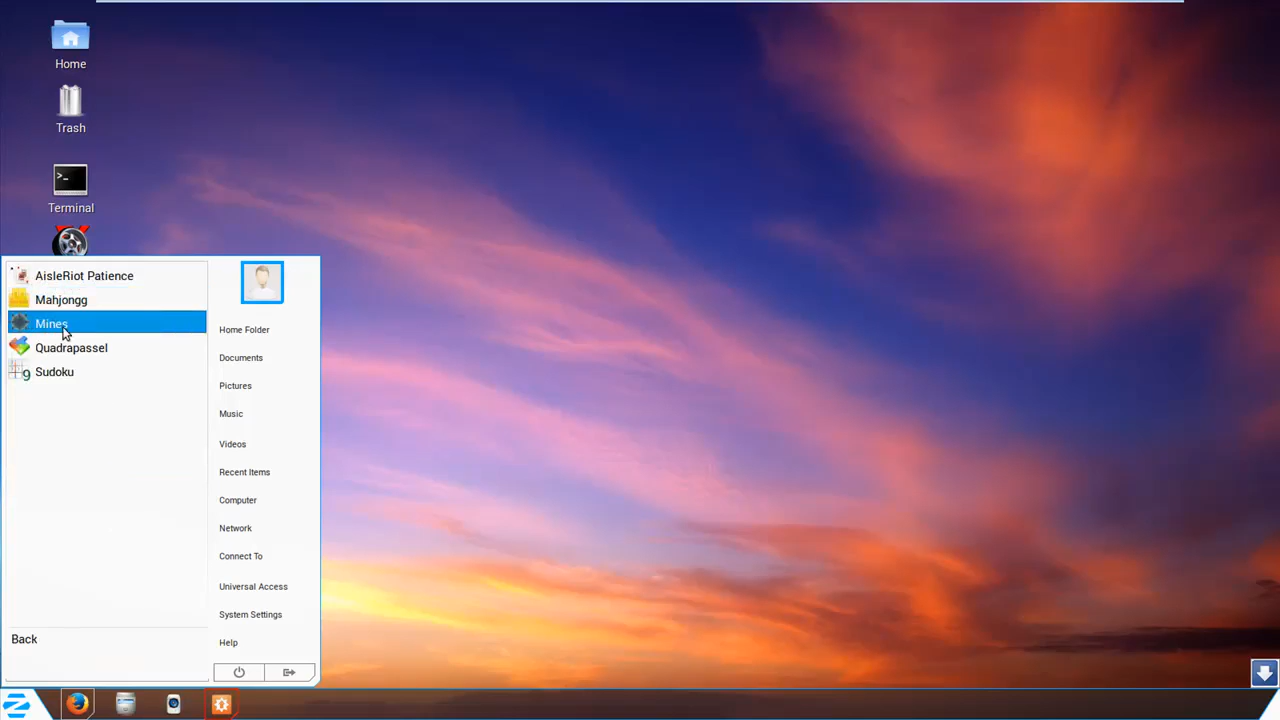 Home
Trash
>_
Terminal
AisleRiot Patience
Mahjongg
Mines
Quadrapassel
9
Sudoku
Home Folder
Documents
Pictures
Music
Videos
Recent Items
Computer
Network
Connect To
Universal Access
System Settings
Help
Back